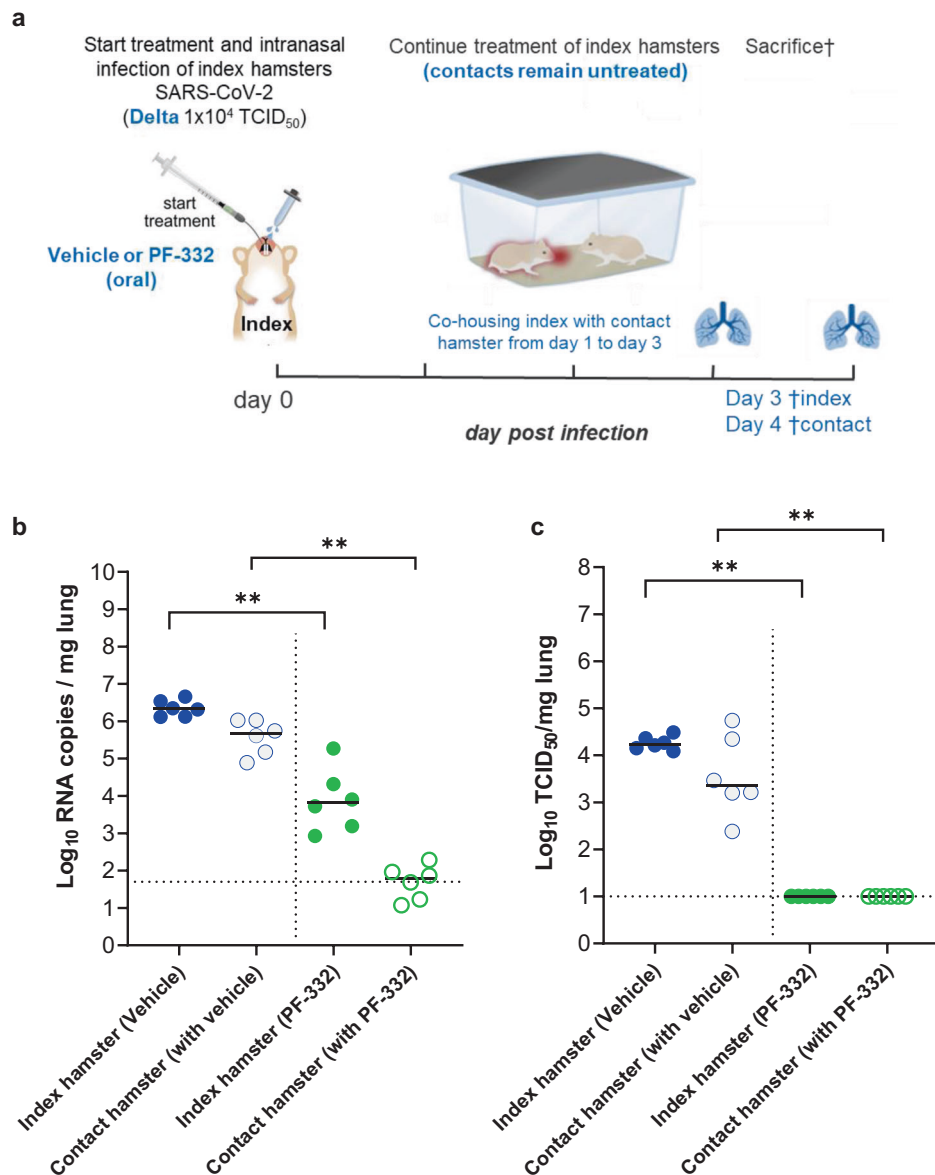 a
Start treatment and intranasal
infection of index hamsters
SARS-CoV-2
(Delta 1x10⁴ TCID₅₀)
Continue treatment of index hamsters
(contacts remain untreated)
Sacrifice†
start
treatment
Vehicle or PF-332
(oral)
Index
Co-housing index with contact
hamster from day 1 to day 3
day 0
day post infection
Day 3 †index
Day 4 †contact
b
**
**
Log₁₀ RNA copies / mg lung
10
9
8
7
6
5
4
3
2
1
0
Index hamster (Vehicle)
Contact hamster (with vehicle)
Index hamster (PF-332)
Contact hamster (with PF-332)
c
**
**
Log₁₀ TCID₅₀/mg lung
8
7
6
5
4
3
2
1
0
Index hamster (Vehicle)
Contact hamster (with vehicle)
Index hamster (PF-332)
Contact hamster (with PF-332)